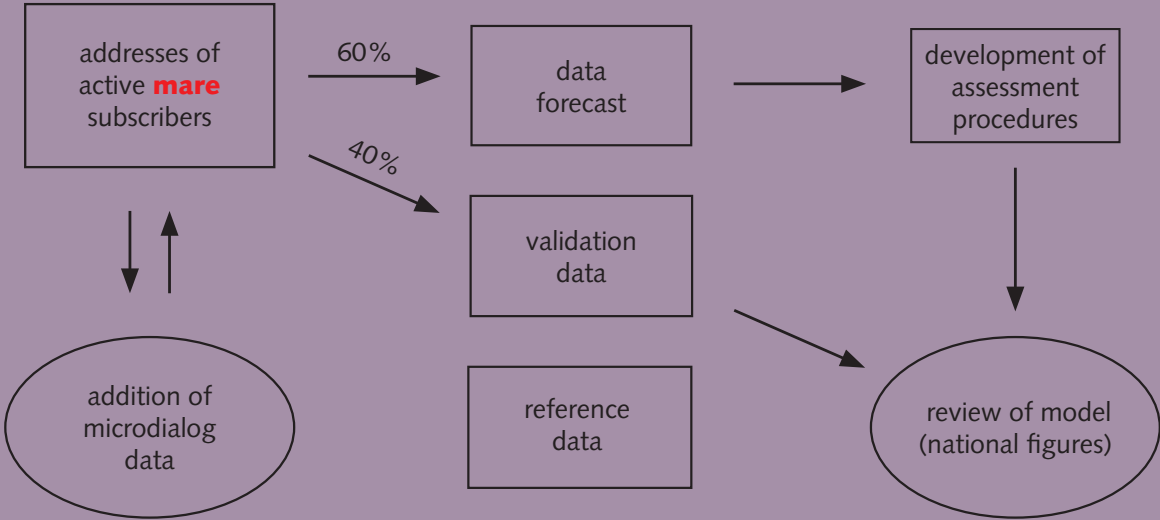 addresses of
active mare
subscribers
60%
40%
data
forecast
development of
assessment
procedures
validation
data
addition of
microdialog
data
reference
data
review of model
(national figures)